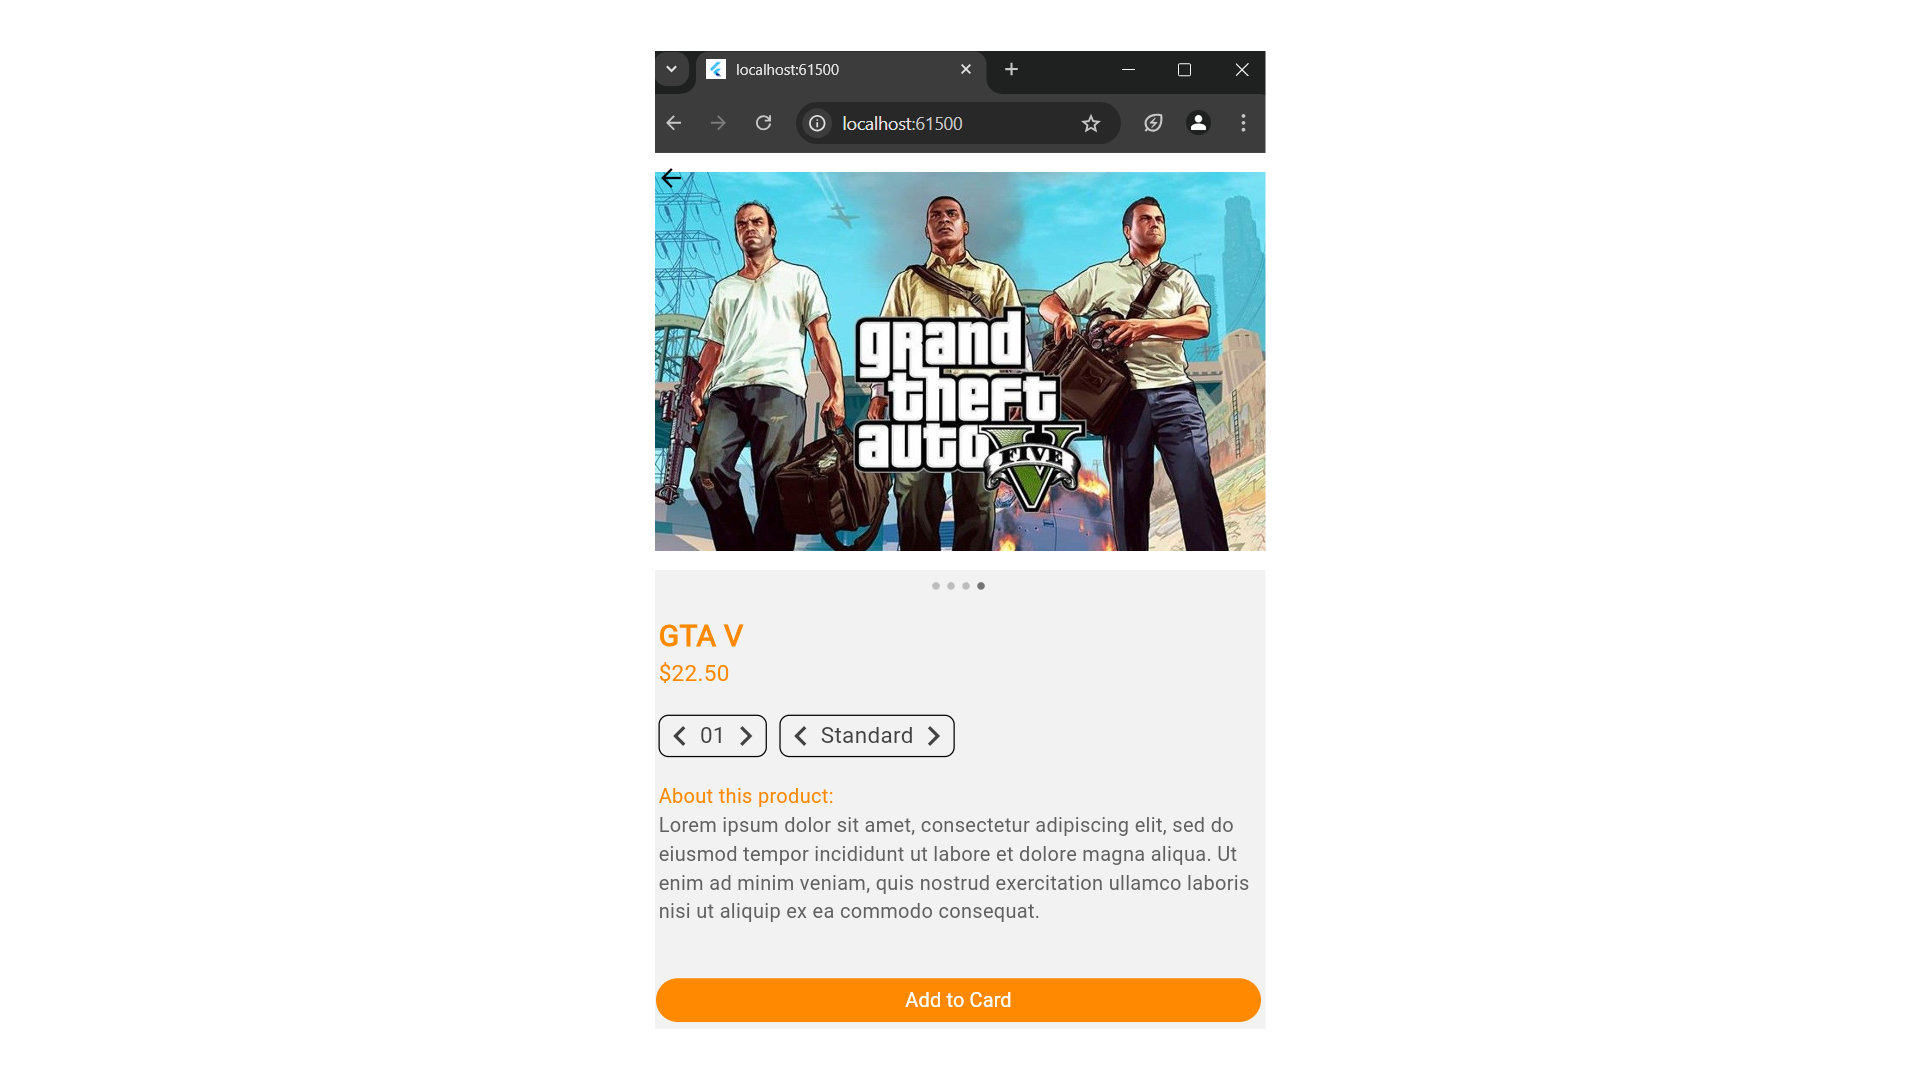 localhost:61500
localhost:61500
grand
theft
auto V
FIVE
GTA V
$22.50
01 Standard
About this product:
Lorem ipsum dolor sit amet, consectetur adipiscing elit, sed do
eiusmod tempor incididunt ut labore et dolore magna aliqua. Ut
enim ad minim veniam, quis nostrud exercitation ullamco laboris
nisi ut aliquip ex ea commodo consequat.
Add to Card